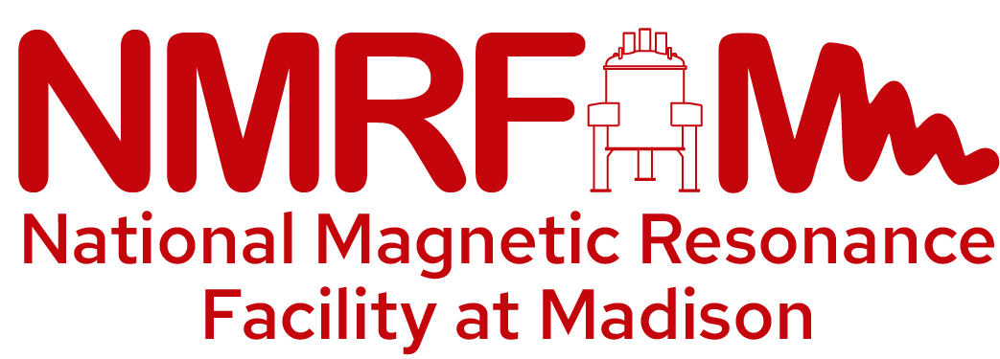 NMRFAM
National Magnetic Resonance
Facility at Madison